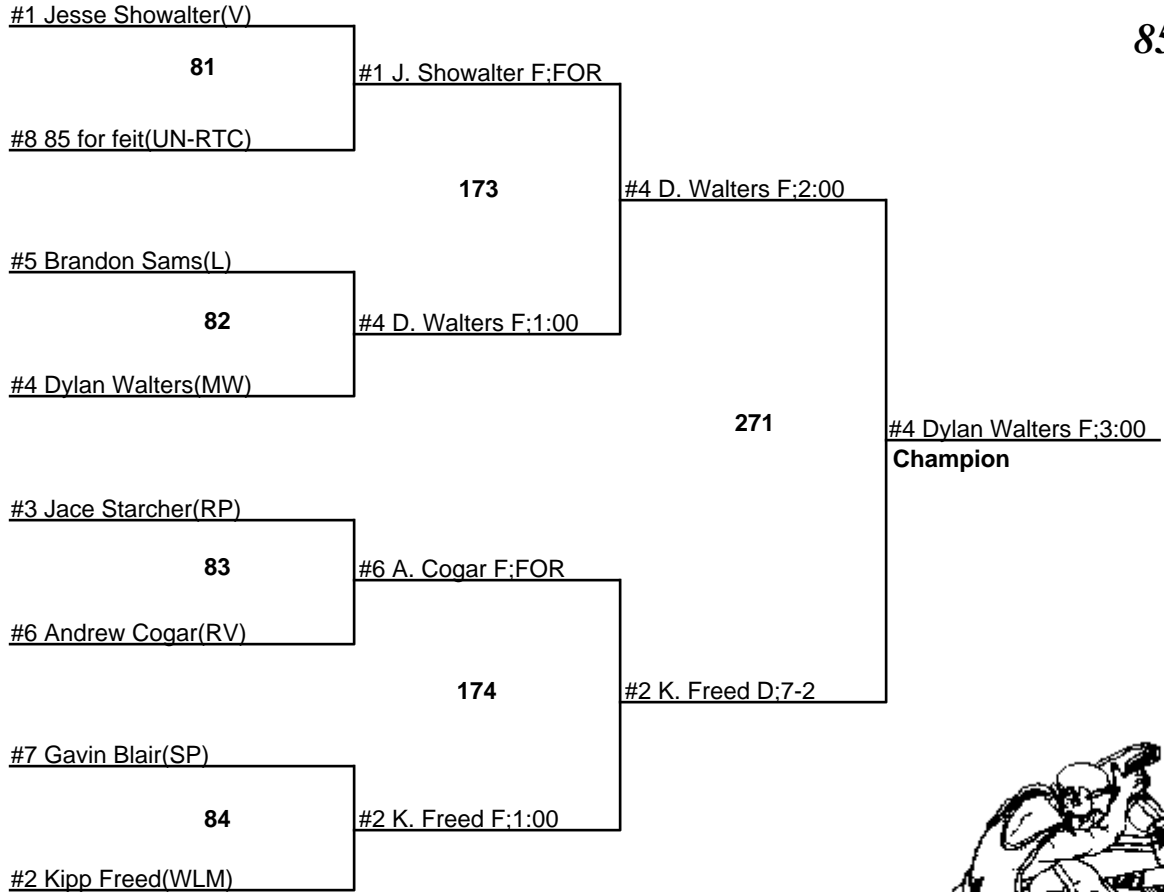 #1 Jesse Showalter(V)
85
81
#1 J. Showalter F;FOR
#8 85 for feit(UN-RTC)
173
#4 D. Walters F;2:00
#5 Brandon Sams(L)
82
#4 D. Walters F;1:00
#4 Dylan Walters(MW)
271
#4 Dylan Walters F;3:00
Champion
#3 Jace Starcher(RP)
83
#6 A. Cogar F;FOR
#6 Andrew Cogar(RV)
174
#2 K. Freed D;7-2
#7 Gavin Blair(SP)
84
#2 K. Freed F;1:00
#2 Kipp Freed(WLM)